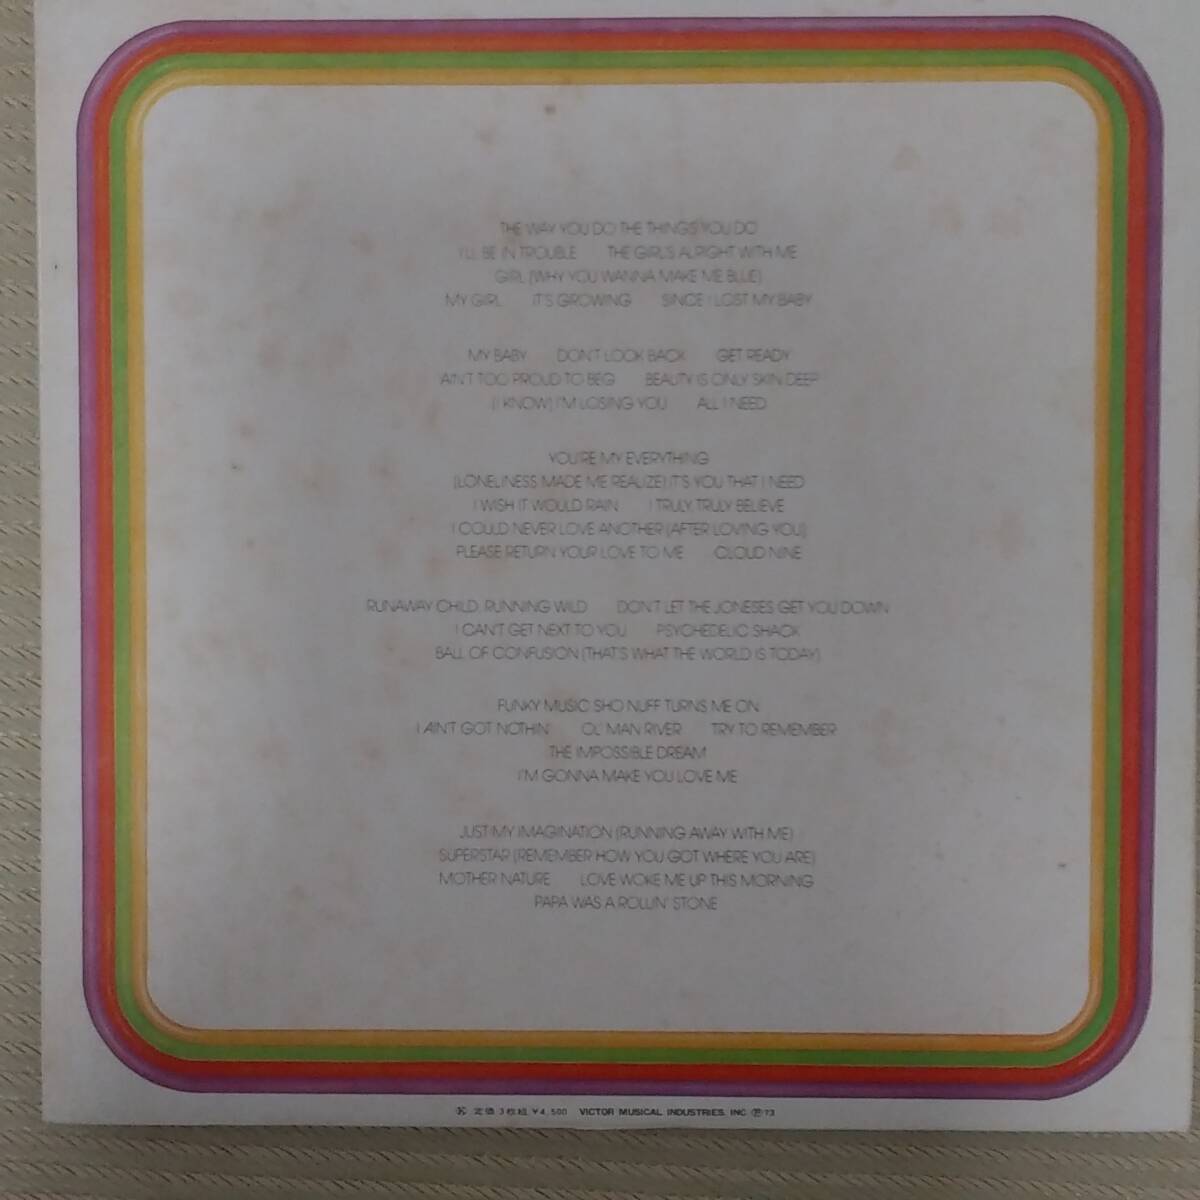 THE WAY YOU DO THE THINGS YOU DO
I'LL BE IN TROUBLE THE GIRL'S ALRIGHT WITH ME
GIRL (WHY YOU WANNA MAKE ME BLUE)
MY GIRL IT'S GROWING SINCE I LOST MY BABY
MY BABY DON'T LOOK BACK GET READY
AIN'T TOO PROUD TO BEG BEAUTY IS ONLY SKIN DEEP
(I KNOW) I'M LOSING YOU ALL I NEED
YOU'RE MY EVERYTHING
(LONELINESS MADE ME REALIZE) IT'S YOU THAT I NEED
I WISH IT WOULD RAIN I TRULY, TRULY BELIEVE
I COULD NEVER LOVE ANOTHER (AFTER LOVING YOU)
PLEASE RETURN YOUR LOVE TO ME CLOUD NINE
RUNAWAY CHILD, RUNNING WILD DON'T LET THE JONESES GET YOU DOWN
I CAN'T GET NEXT TO YOU PSYCHEDELIC SHACK
BALL OF CONFUSION (THAT'S WHAT THE WORLD IS TODAY)
FUNKY MUSIC SHO NUFF TURNS ME ON
I AIN'T GOT NOTHIN' OL' MAN RIVER TRY TO REMEMBER
THE IMPOSSIBLE DREAM
I'M GONNA MAKE YOU LOVE ME
JUST MY IMAGINATION (RUNNING AWAY WITH ME)
SUPERSTAR (REMEMBER HOW YOU GOT WHERE YOU ARE)
MOTHER NATURE LOVE WOKE ME UP THIS MORNING
PAPA WAS A ROLLIN' STONE
Ⓚ 定価 3枚組 ¥4,500 VICTOR MUSICAL INDUSTRIES, INC. Ⓟ73